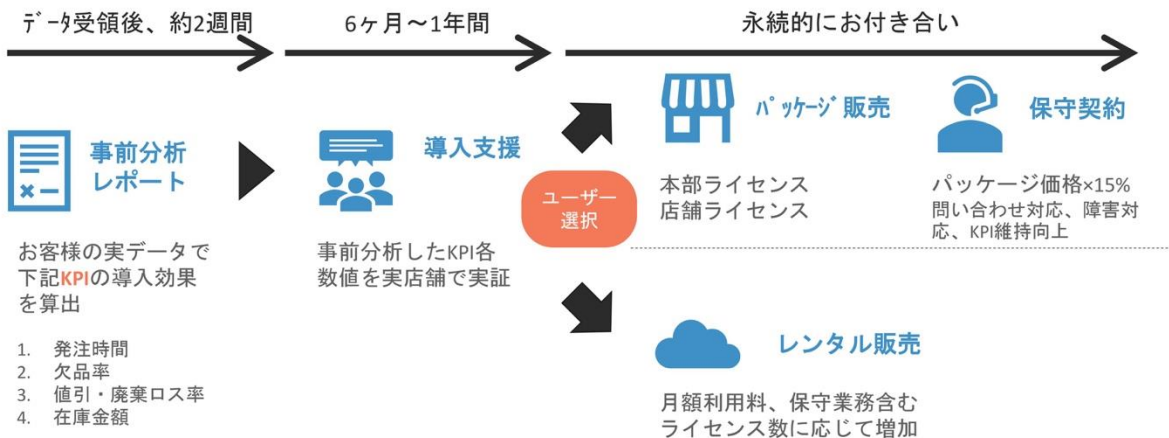 データ受領後、約2週間
6ヶ月～1年間
永続的にお付き合い
事前分析
レポート
お客様の実データで
下記KPIの導入効果
を算出
1. 発注時間
2. 欠品率
3. 値引・廃棄ロス率
4. 在庫金額
導入支援
事前分析したKPI各
数値を実店舗で実証
ユーザー
選択
パッケージ販売
本部ライセンス
店舗ライセンス
保守契約
パッケージ価格×15%
問い合わせ対応、障害対
応、KPI維持向上
レンタル販売
月額利用料、保守業務含む
ライセンス数に応じて増加